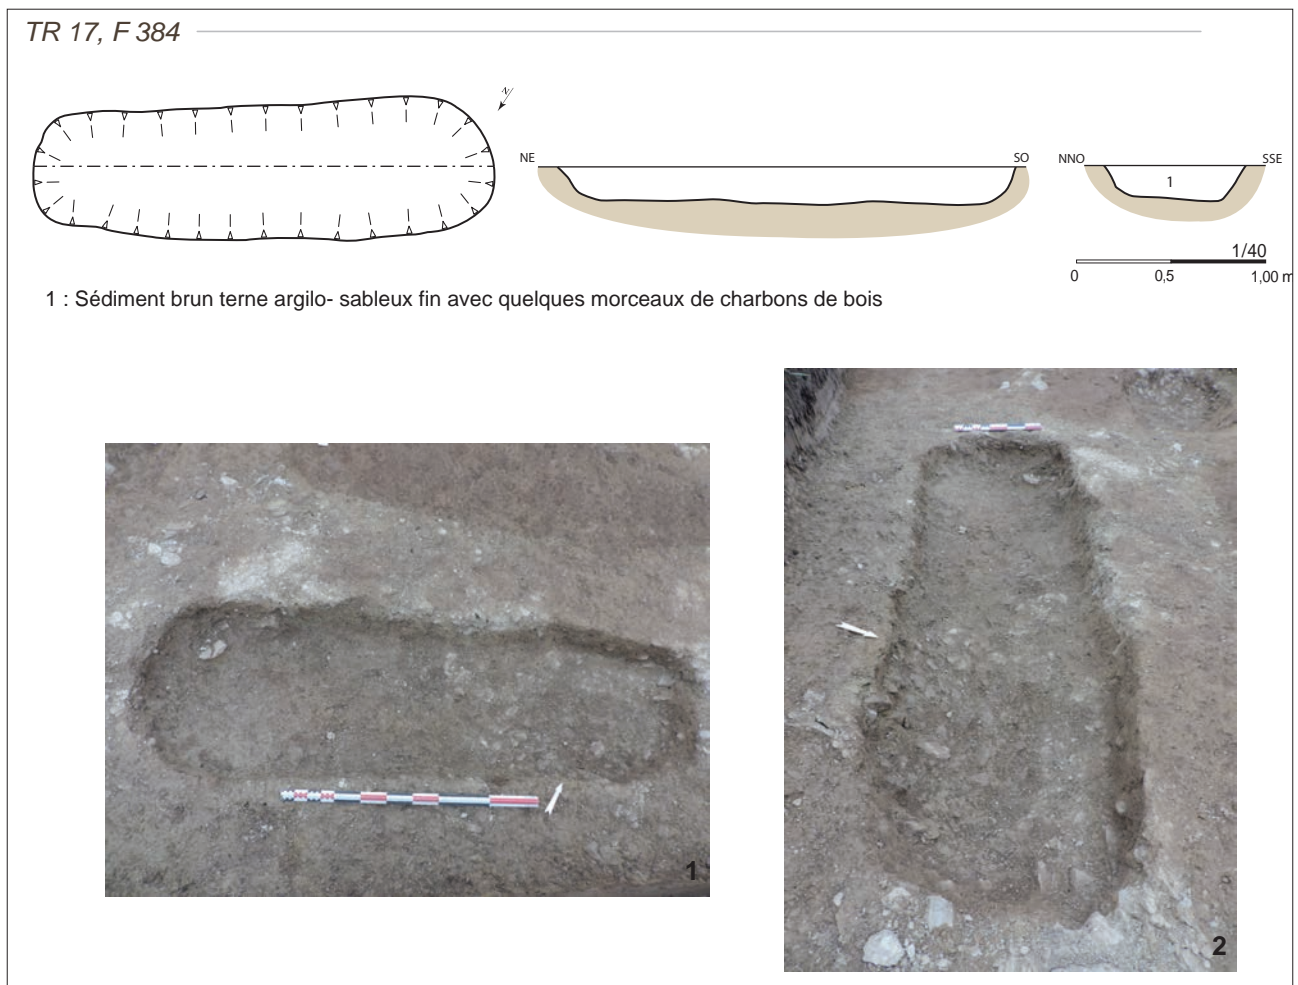 TR 17, F 384
N
NE
SO
NNO
SSE
1
1/40
0
0,5
1,00 m
1 : Sédiment brun terne argilo- sableux fin avec quelques morceaux de charbons de bois
1
2